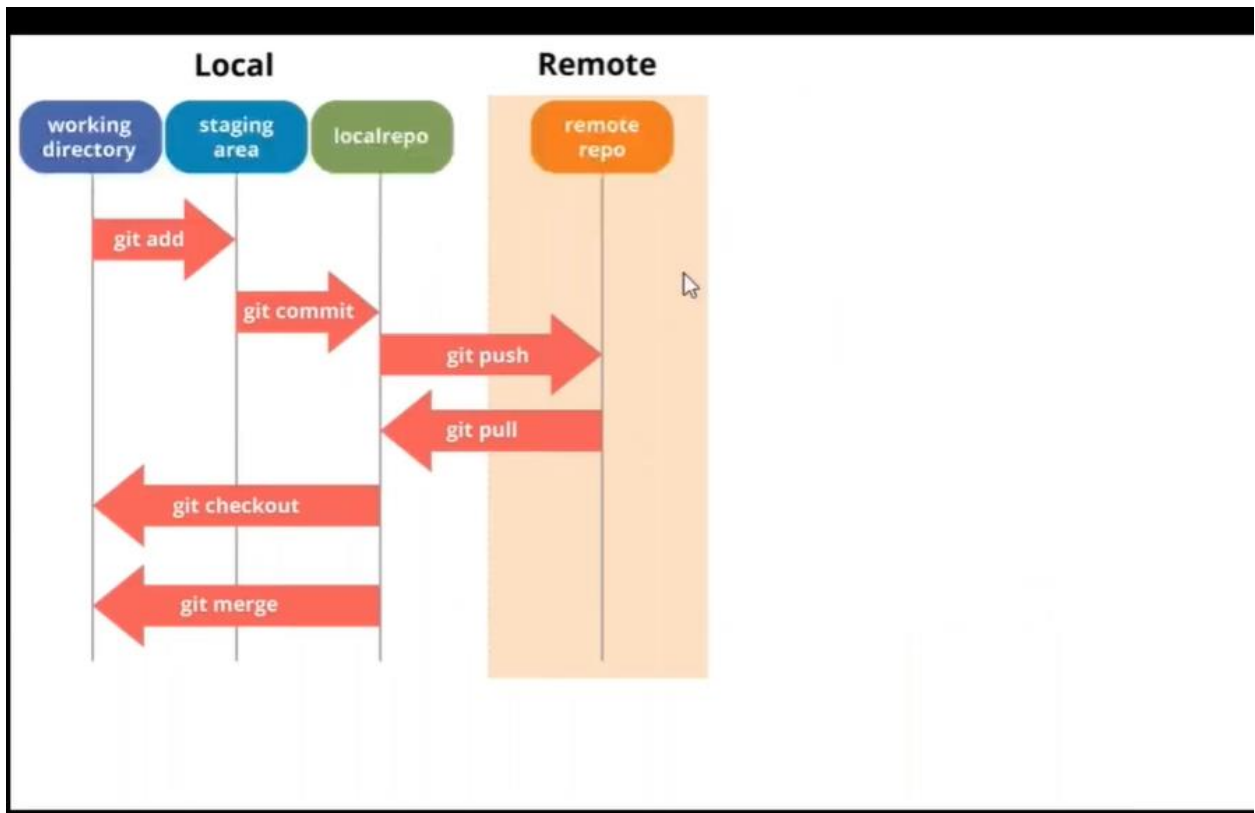 Local
Remote
working
directory
staging
area
localrepo
remote
repo
git add
git commit
git push
git pull
git checkout
git merge